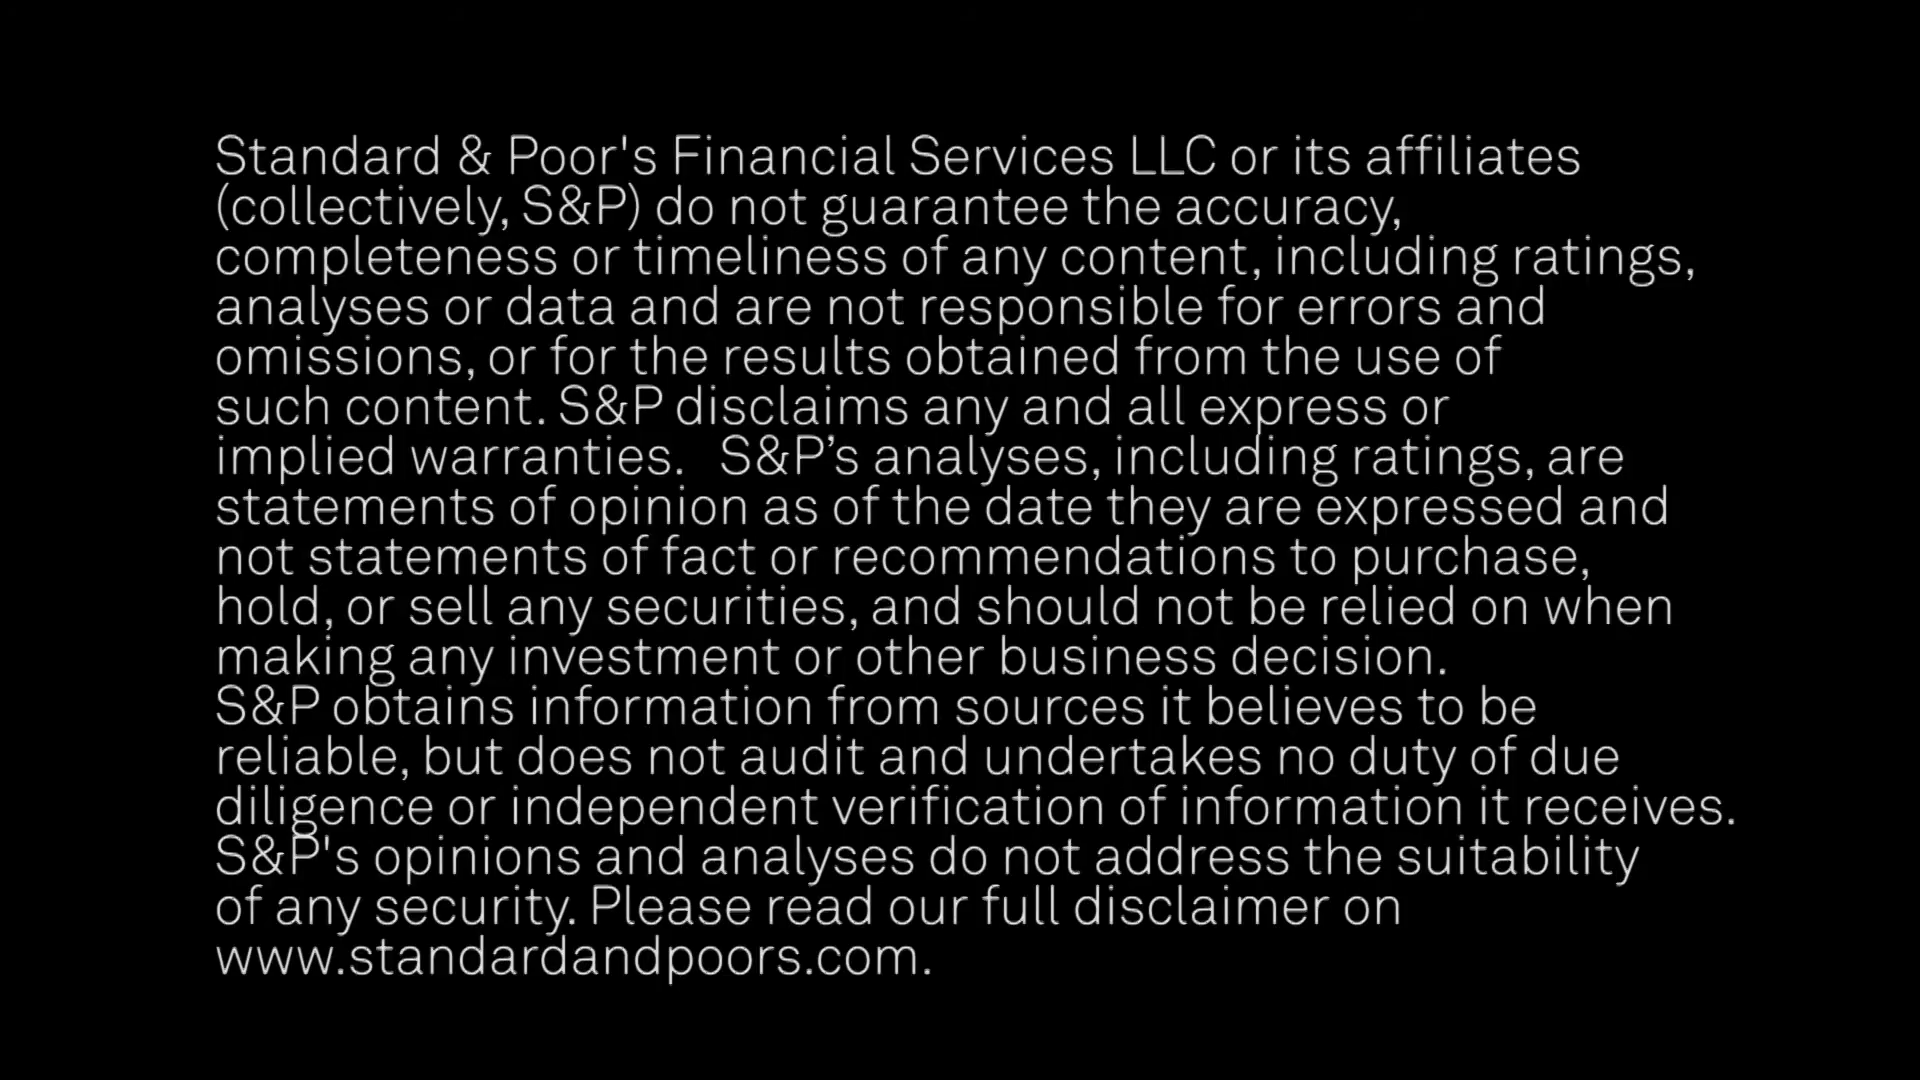 Standard & Poor's Financial Services LLC or its affiliates
(collectively, S&P) do not guarantee the accuracy,
completeness or timeliness of any content, including ratings,
analyses or data and are not responsible for errors and
omissions, or for the results obtained from the use of
such content. S&P disclaims any and all express or
implied warranties.   S&P’s analyses, including ratings, are
statements of opinion as of the date they are expressed and
not statements of fact or recommendations to purchase,
hold, or sell any securities, and should not be relied on when
making any investment or other business decision.
S&P obtains information from sources it believes to be
reliable, but does not audit and undertakes no duty of due
diligence or independent verification of information it receives.
S&P's opinions and analyses do not address the suitability
of any security. Please read our full disclaimer on
www.standardandpoors.com.